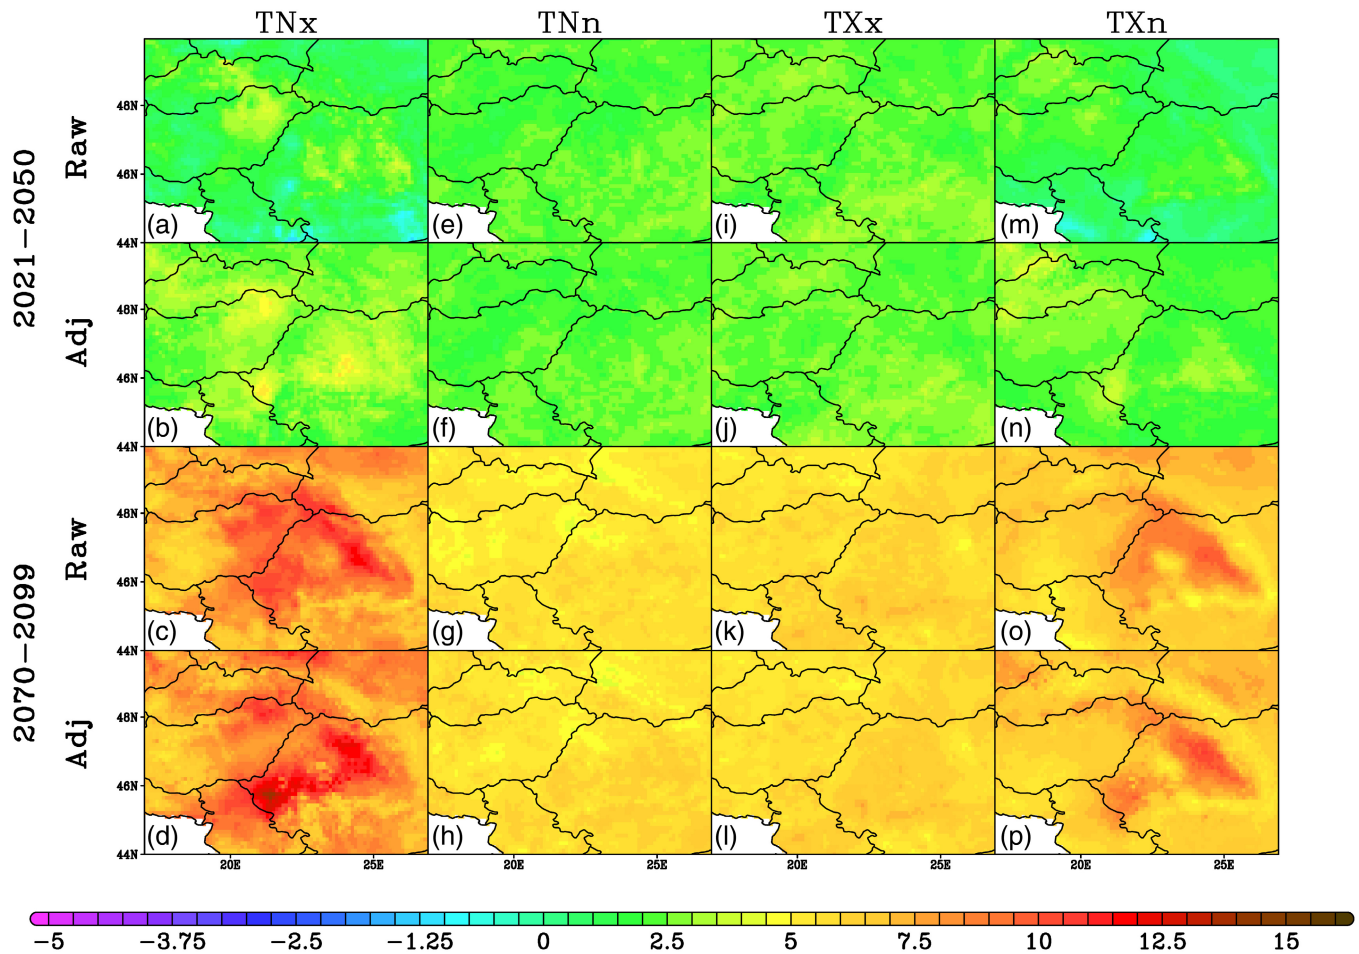 TNx TNn TXx TXn
2021−2050
Raw
48N
46N
44N
(a) (e) (i) (m)
Adj
48N
46N
44N
(b) (f) (j) (n)
2070−2099
Raw
48N
46N
44N
(c) (g) (k) (o)
Adj
48N
46N
44N
(d) (h) (l) (p)
20E 25E 20E 25E 20E 25E 20E 25E
−5 −3.75 −2.5 −1.25 0 2.5 5 7.5 10 12.5 15